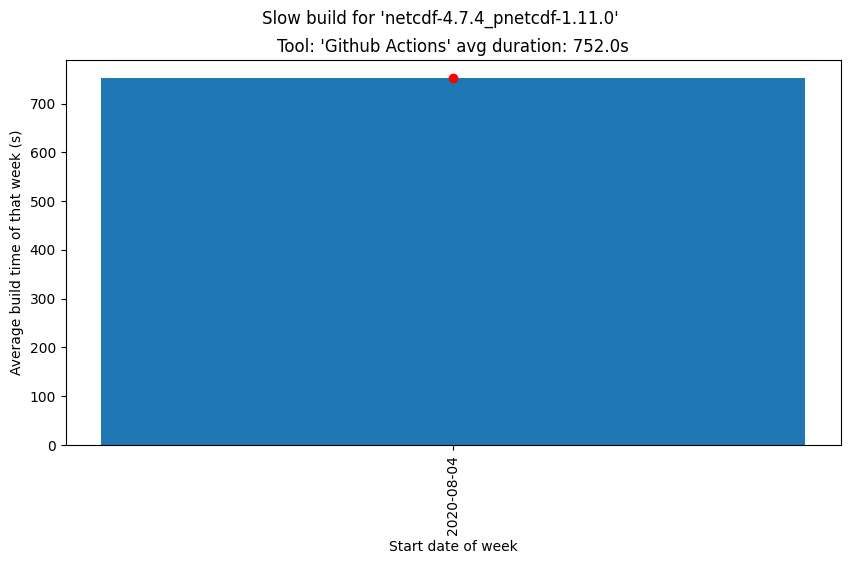 Slow build for 'netcdf-4.7.4_pnetcdf-1.11.0'
Tool: 'Github Actions' avg duration: 752.0s
Average build time of that week (s)
700
600
500
400
300
200
100
0
2020-08-04
Start date of week